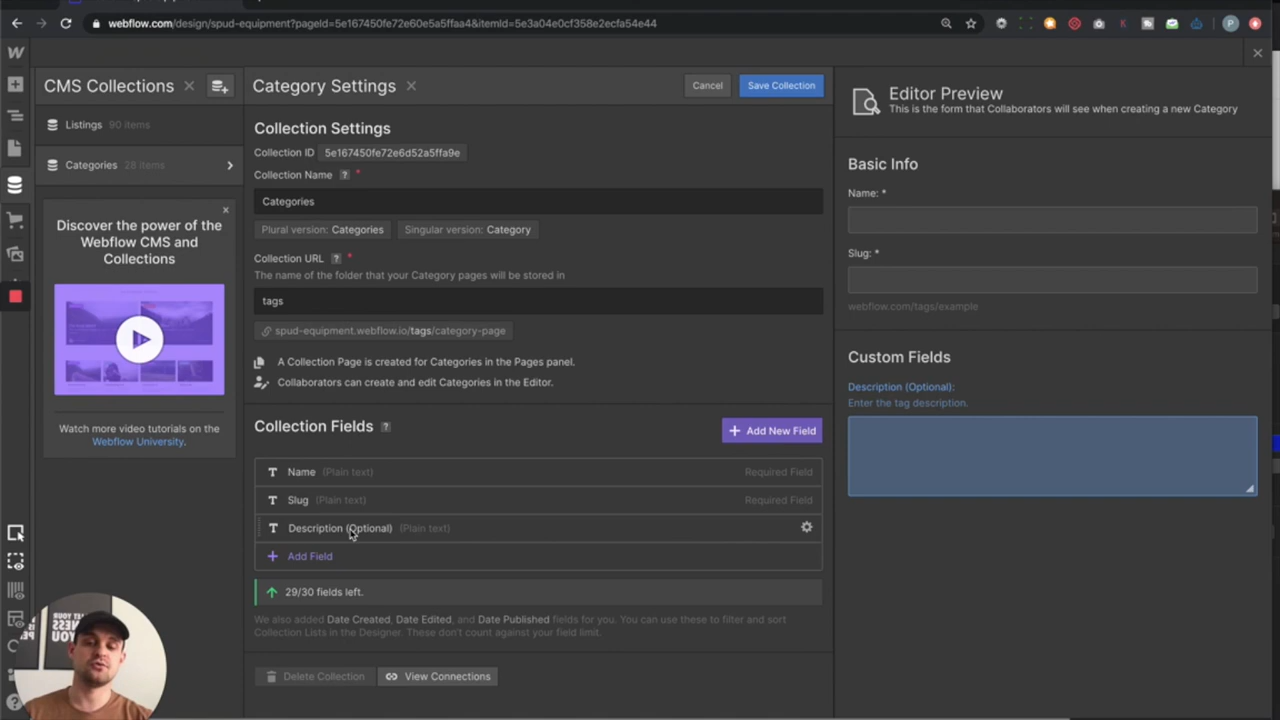 webflow.com/design/spud-equipment?pageId=5e167450fe72e60e5a5ffaa4&itemId=5e3a04e0cf358e2ecfa54e44
P
W
CMS Collections
Category Settings
Cancel
Save Collection
Editor Preview
This is the form that Collaborators will see when creating a new Category
Listings 90 items
Categories 28 items
Discover the power of the
Webflow CMS and
Collections
Watch more video tutorials on the
Webflow University.
Collection Settings
Collection ID 5e167450fe72e6d52a5ffa9e
Collection Name ? *
Categories
Plural version: Categories
Singular version: Category
Collection URL ? *
The name of the folder that your Category pages will be stored in
tags
spud-equipment.webflow.io/tags/category-page
A Collection Page is created for Categories in the Pages panel.
Collaborators can create and edit Categories in the Editor.
Collection Fields ?
+ Add New Field
T Name (Plain text) Required Field
T Slug (Plain text) Required Field
T Description (Optional) (Plain text)
+ Add Field
29/30 fields left.
We also added Date Created, Date Edited, and Date Published fields for you. You can use these to filter and sort
Collection Lists in the Designer. These don't count against your field limit.
Delete Collection
View Connections
Basic Info
Name: *
Slug: *
webflow.com/tags/example
Custom Fields
Description (Optional):
Enter the tag description.